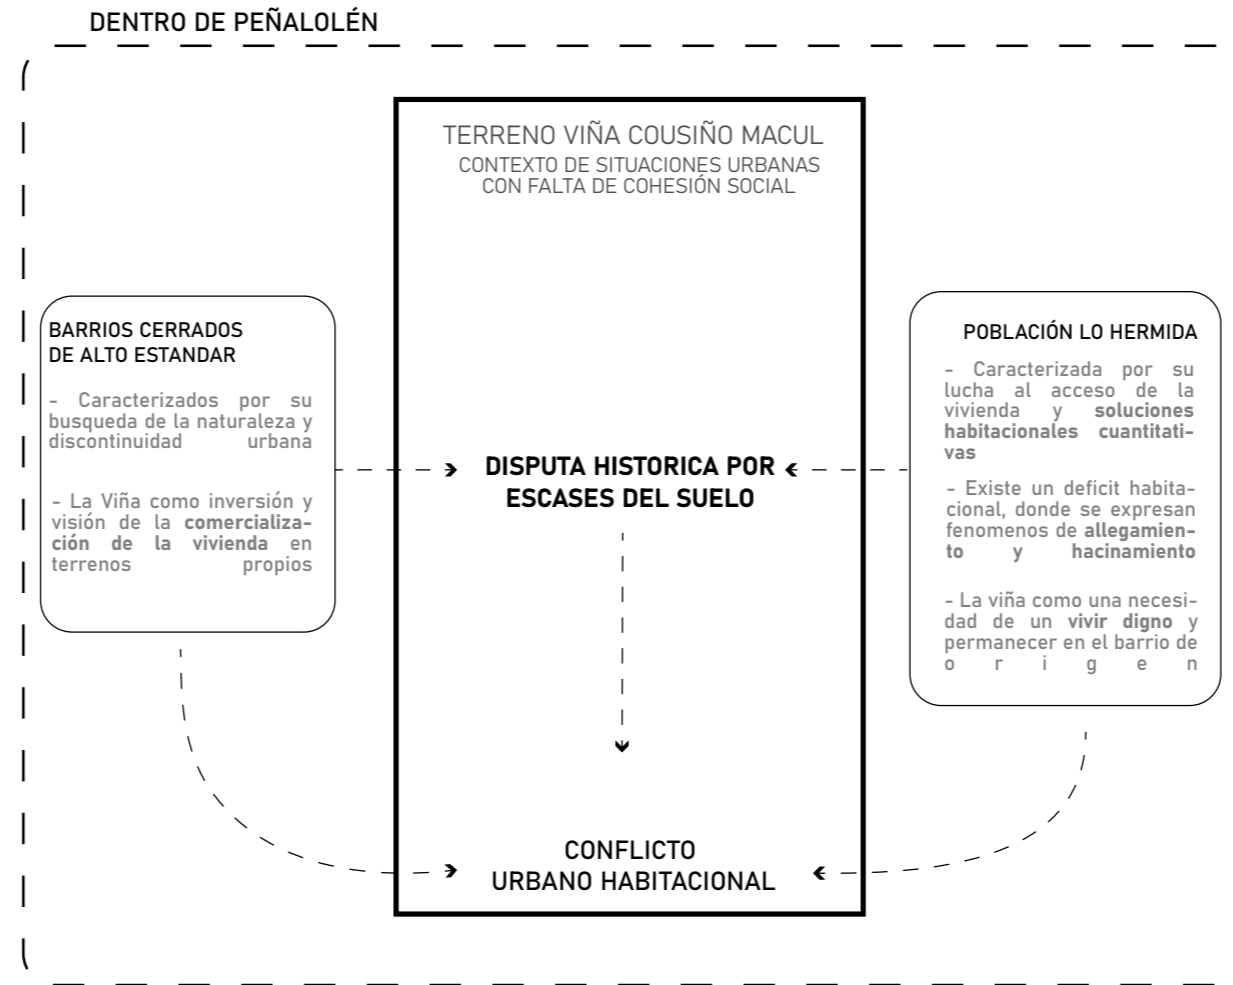 DENTRO DE PEÑALOLÉN
TERRENO VIÑA COUSIÑO MACUL
CONTEXTO DE SITUACIONES URBANAS
CON FALTA DE COHESIÓN SOCIAL
BARRIOS CERRADOS
DE ALTO ESTANDAR
- Caracterizados por su
busqueda de la naturaleza y
discontinuidad urbana
- La Viña como inversión y
visión de la comercializa-
ción de la vivienda en
terrenos propios
DISPUTA HISTORICA POR
ESCASES DEL SUELO
POBLACIÓN LO HERMIDA
- Caracterizada por su
lucha al acceso de la
vivienda y soluciones
habitacionales cuantitati-
vas
- Existe un deficit habita-
cional, donde se expresan
fenomenos de allegamien-
to y hacinamiento
- La viña como una necesi-
dad de un vivir digno y
permanecer en el barrio de
o r i g e n
CONFLICTO
URBANO HABITACIONAL